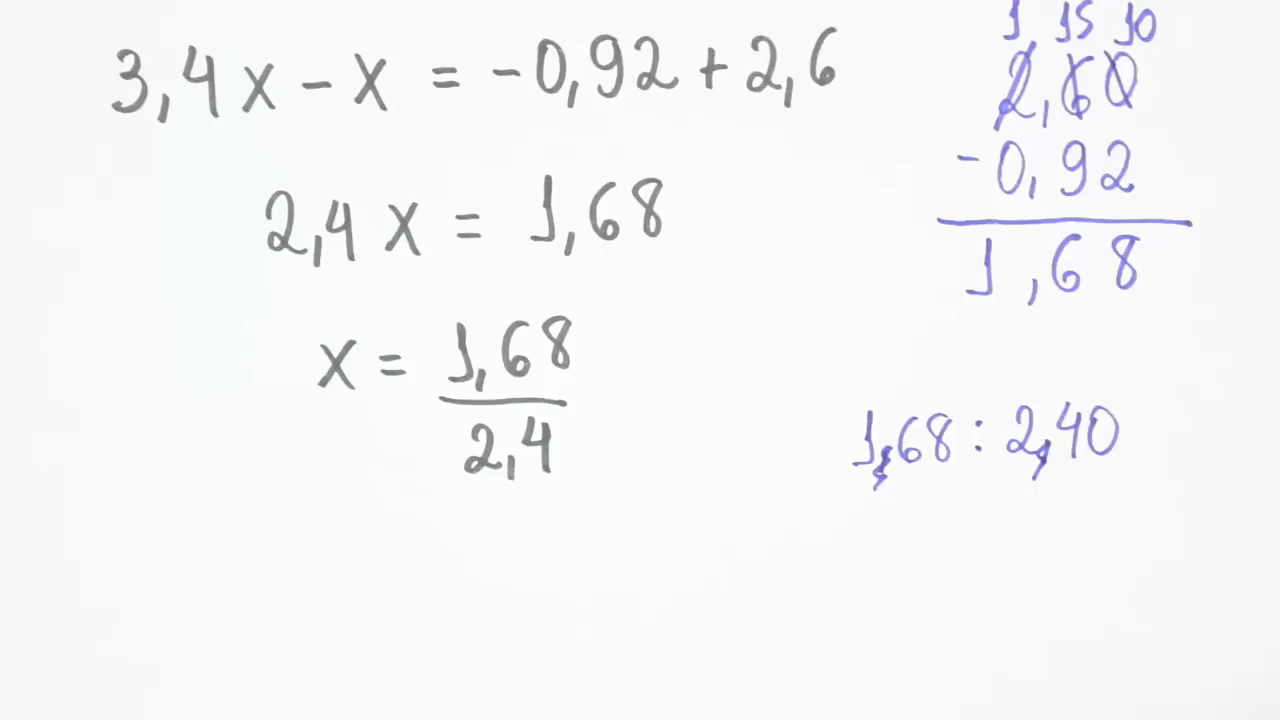 3,4x - x = -0,92 + 2,6
2,4x = 1,68
x = 1,68
2,4
1 15 10
2,60
-0,92
1,68
1,68 : 2,40